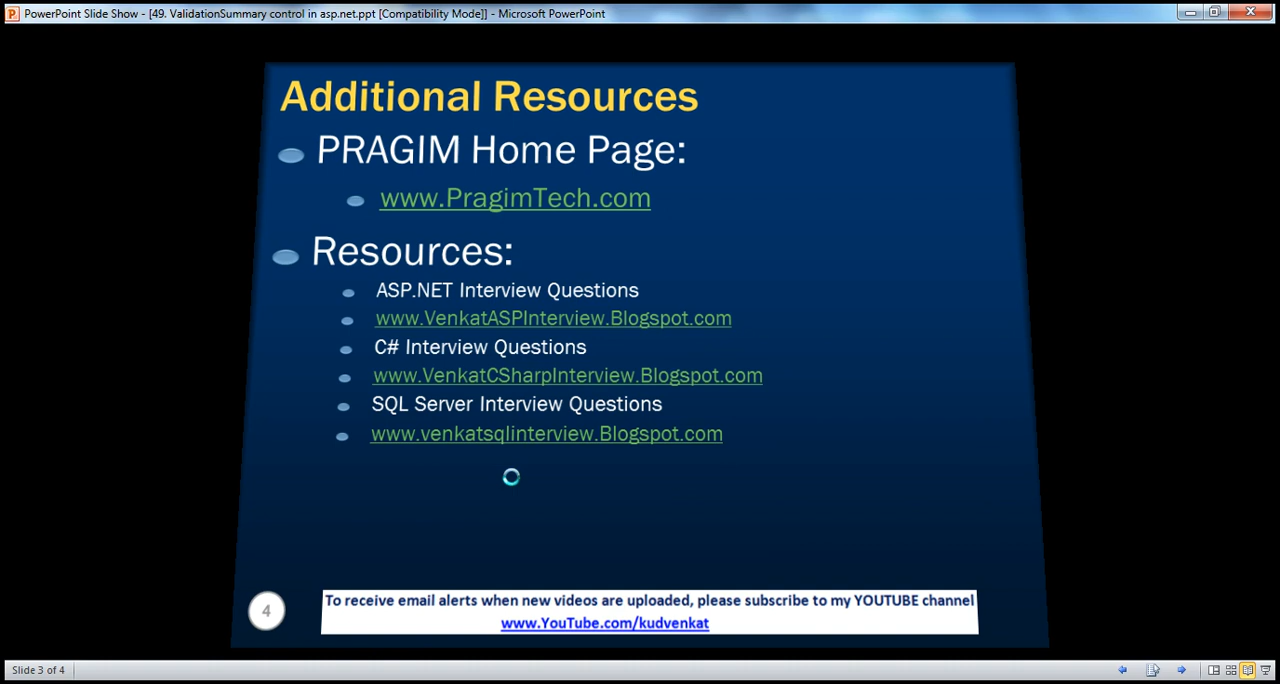 PowerPoint Slide Show - [49. ValidationSummary control in asp.net.ppt [Compatibility Mode]] - Microsoft PowerPoint
Additional Resources
PRAGIM Home Page:
www.PragimTech.com
Resources:
ASP.NET Interview Questions
www.VenkatASPInterview.Blogspot.com
C# Interview Questions
www.VenkatCSharpInterview.Blogspot.com
SQL Server Interview Questions
www.venkatsqlinterview.Blogspot.com
4
To receive email alerts when new videos are uploaded, please subscribe to my YOUTUBE channel
www.YouTube.com/kudvenkat
Slide 3 of 4